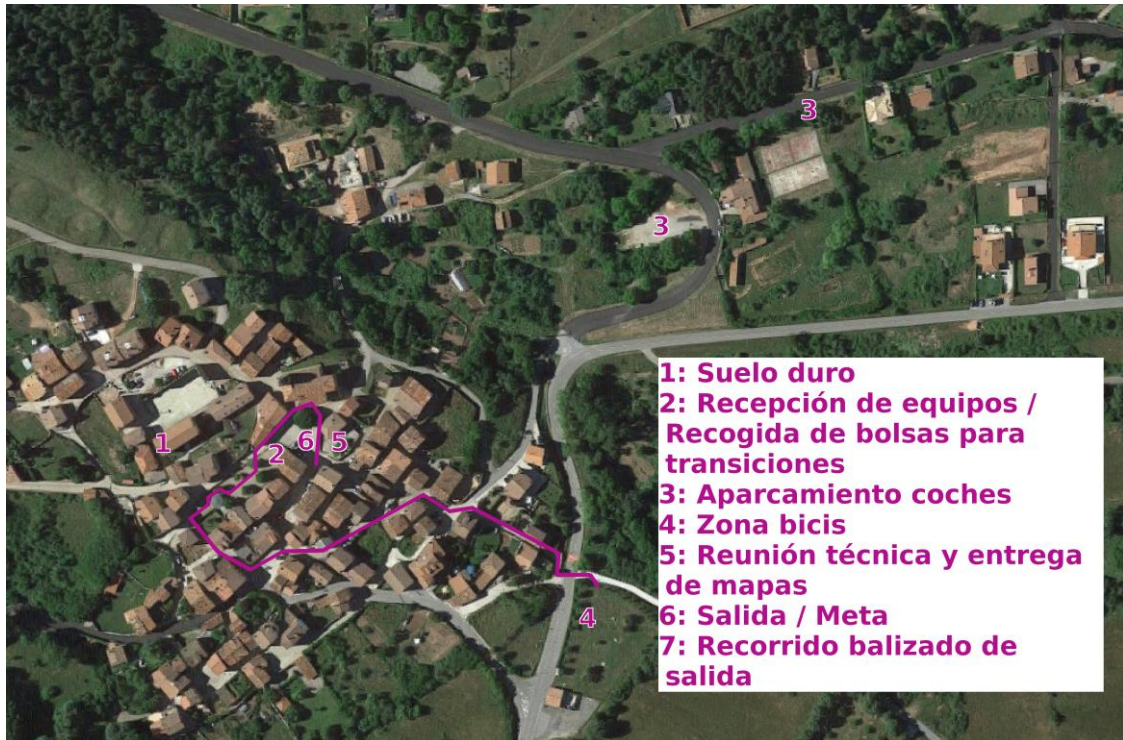 3
3
1
2
6
5
4
1: Suelo duro
2: Recepción de equipos /
Recogida de bolsas para
transiciones
3: Aparcamiento coches
4: Zona bicis
5: Reunión técnica y entrega
de mapas
6: Salida / Meta
7: Recorrido balizado de
salida